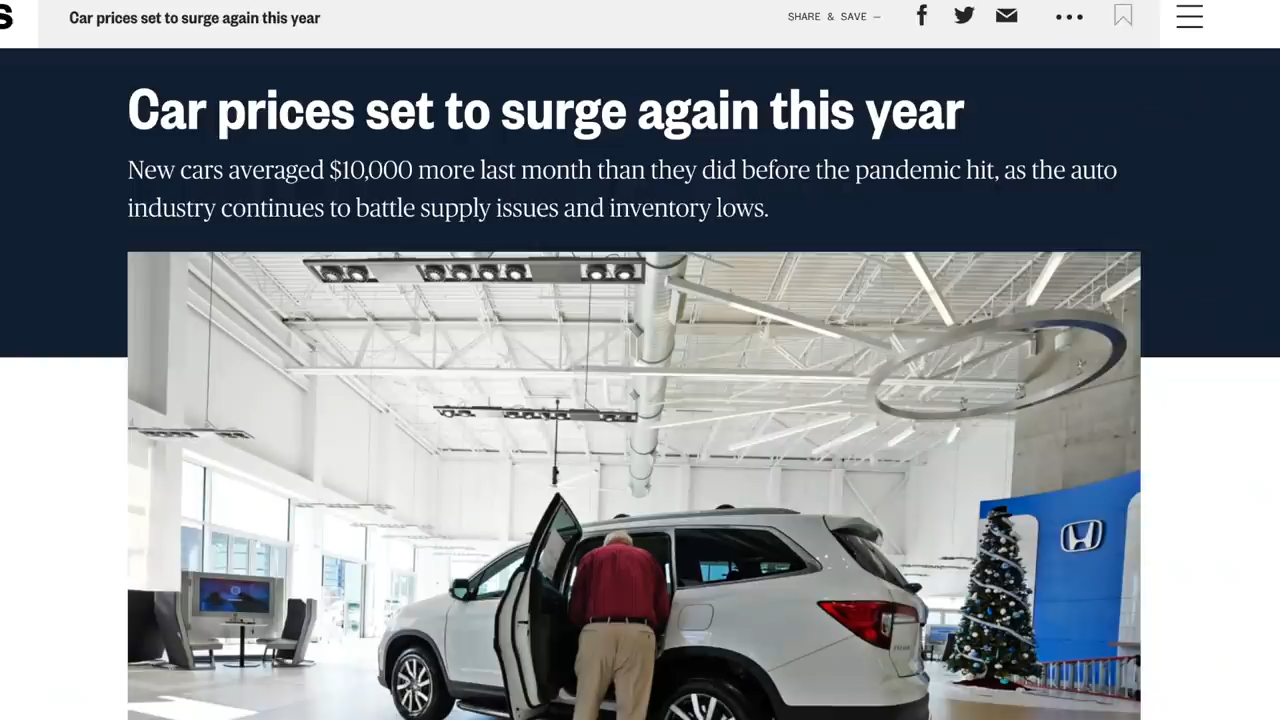 s
Car prices set to surge again this year
SHARE & SAVE —
Car prices set to surge again this year
New cars averaged $10,000 more last month than they did before the pandemic hit, as the auto
industry continues to battle supply issues and inventory lows.